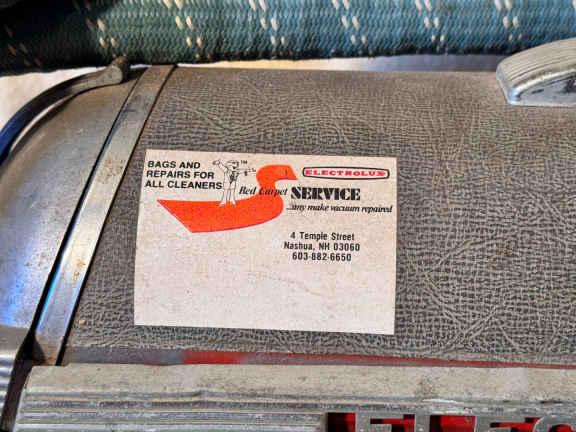 BAGS AND
REPAIRS FOR
ALL CLEANERS
TM
ELECTROLUX
Red Carpet SERVICE
...any make vacuum repaired
4 Temple Street
Nashua, NH 03060
603-882-6650